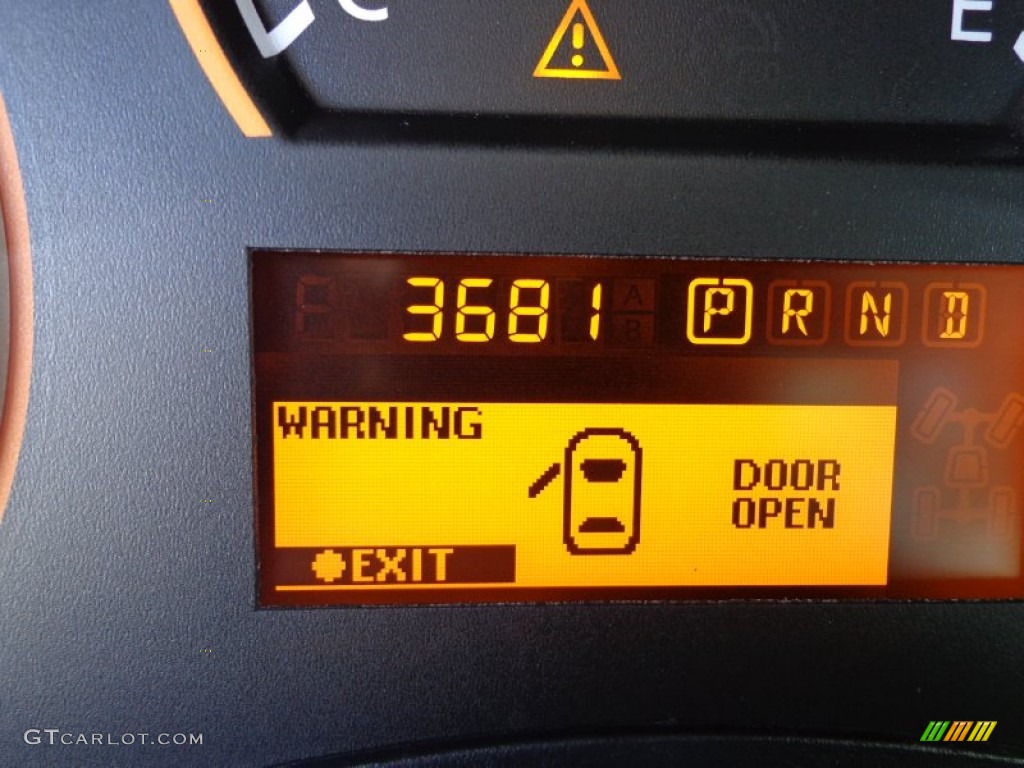 C
E
3681 P R N D
A
B
WARNING
DOOR
OPEN
EXIT
GTCARLOT.COM